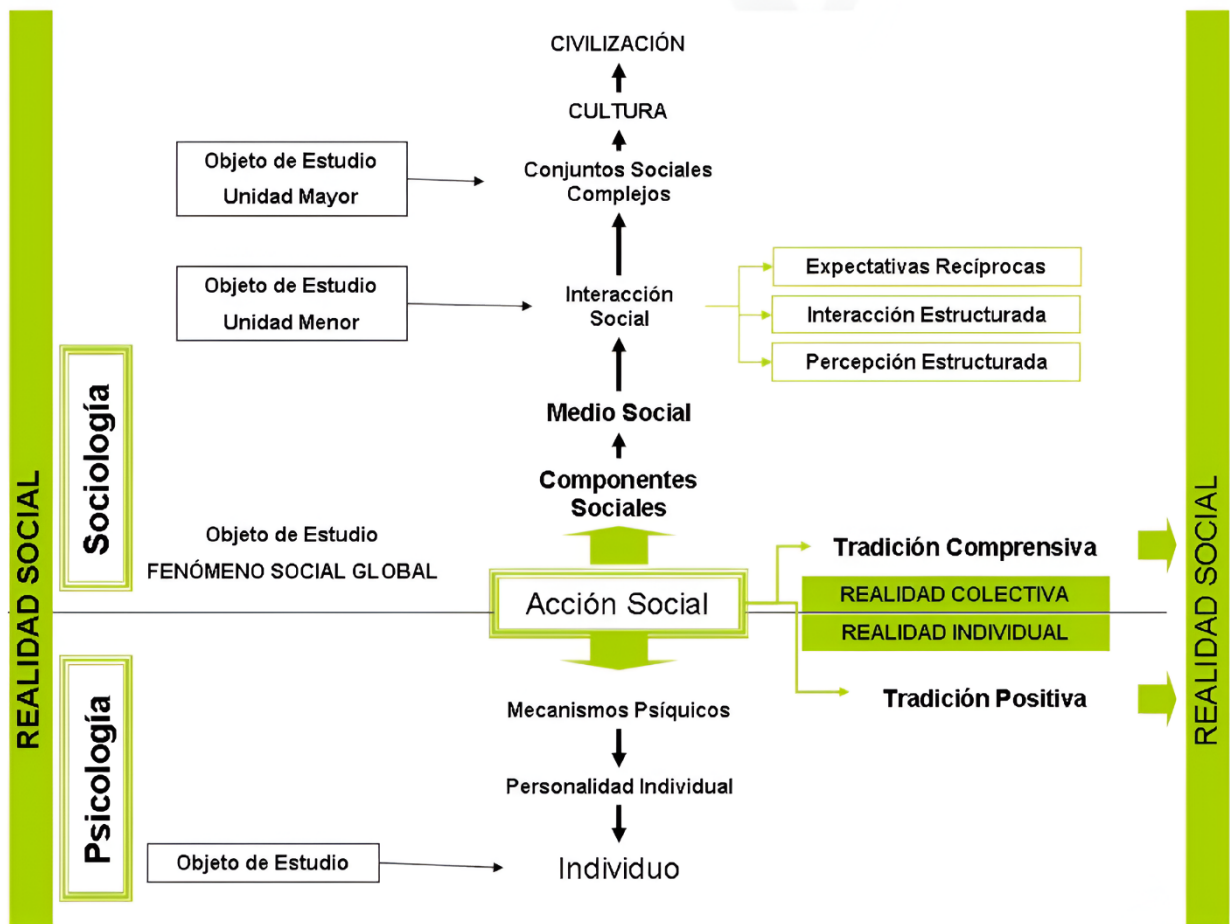 CIVILIZACIÓN
CULTURA
Objeto de Estudio
Unidad Mayor
Conjuntos Sociales
Complejos
Objeto de Estudio
Unidad Menor
Interacción
Social
Expectativas Recíprocas
Interacción Estructurada
Percepción Estructurada
Medio Social
Componentes
Sociales
REALIDAD SOCIAL
Sociología
Objeto de Estudio
FENÓMENO SOCIAL GLOBAL
Acción Social
Tradición Comprensiva
REALIDAD COLECTIVA
REALIDAD INDIVIDUAL
Tradición Positiva
REALIDAD SOCIAL
Psicología
Mecanismos Psíquicos
Personalidad Individual
Objeto de Estudio
Individuo